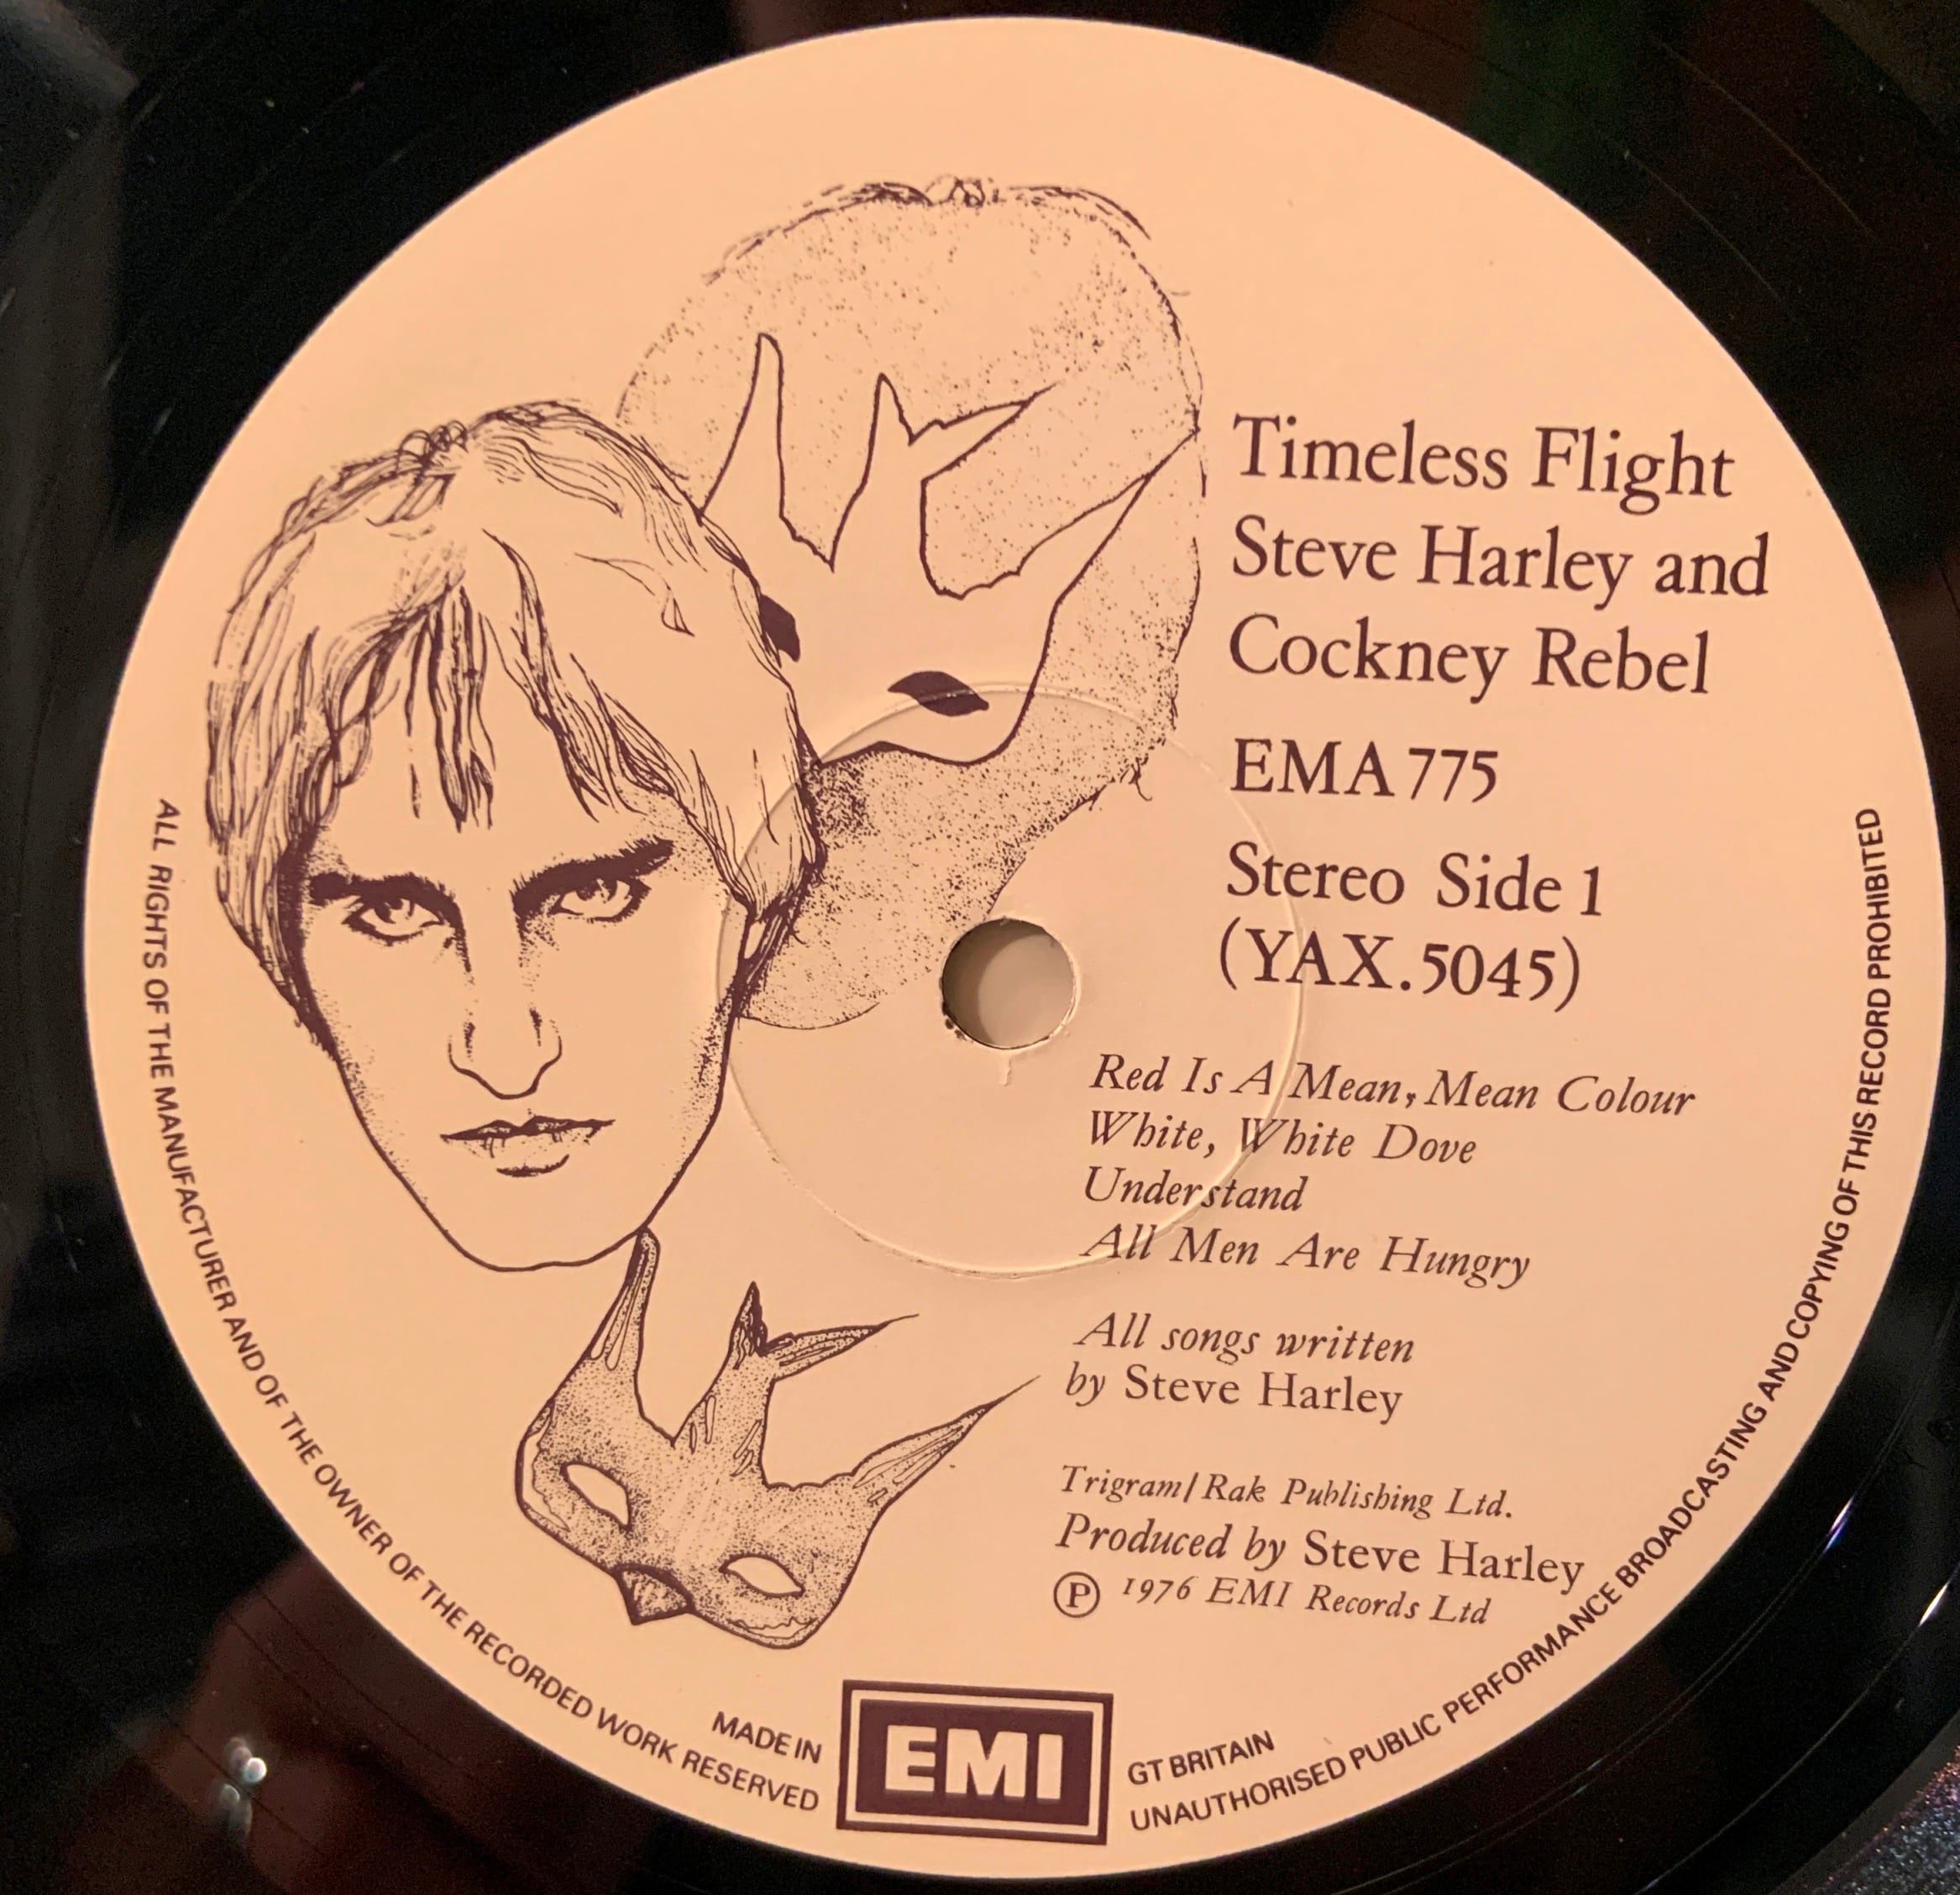 Timeless Flight
Steve Harley and
Cockney Rebel
EMA 775
Stereo Side 1
(YAX.5045)
Red Is A Mean, Mean Colour
White, White Dove
Understand
All Men Are Hungry
All songs written
by Steve Harley
Trigram/Rak Publishing Ltd.
Produced by Steve Harley
Ⓟ 1976 EMI Records Ltd
MADE IN
EMI
GT BRITAIN
ALL RIGHTS OF THE MANUFACTURER AND OF THE OWNER OF THE RECORDED WORK RESERVED
UNAUTHORISED PUBLIC PERFORMANCE BROADCASTING AND COPYING OF THIS RECORD PROHIBITED